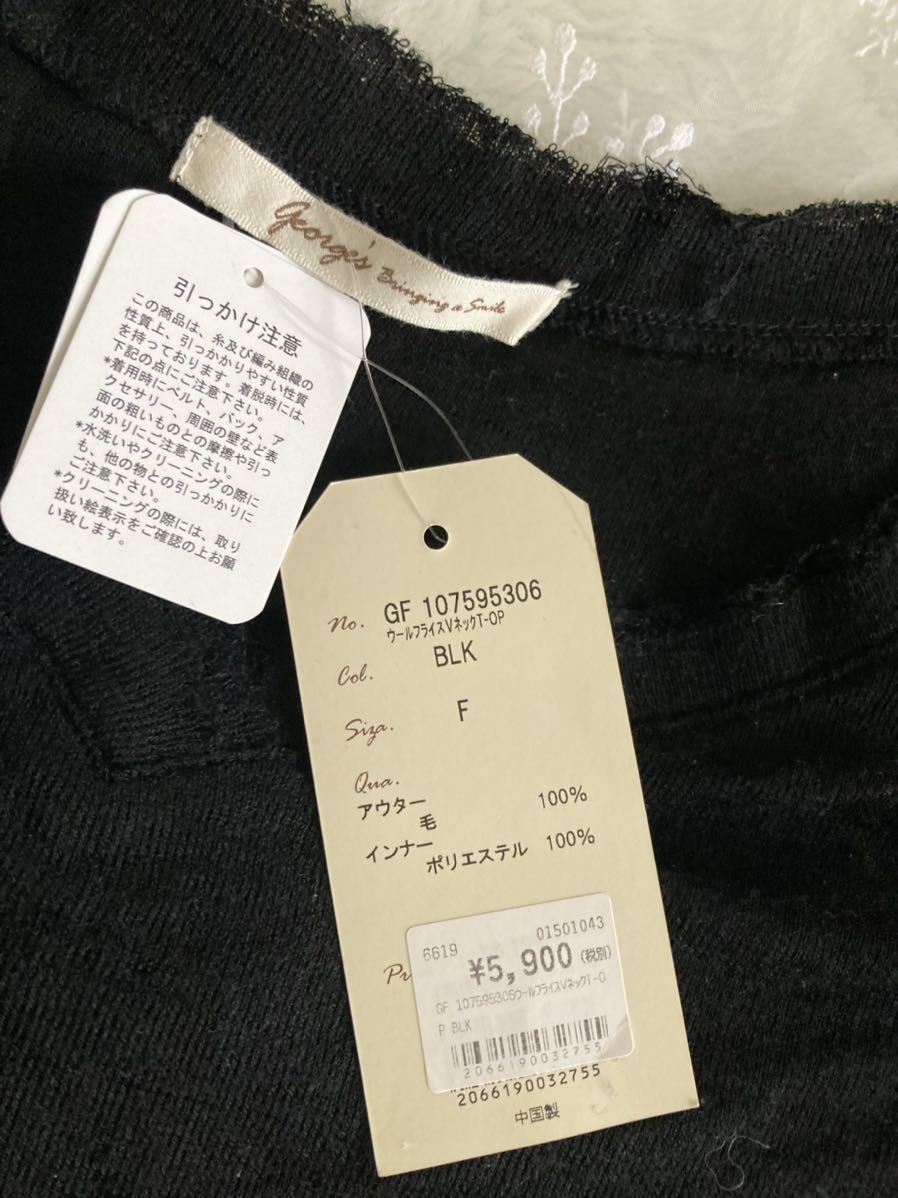 george's
Bringing a Smile
引っかけ注意
この商品は、糸及び編み組織の
性質上、引っかかりやすい性質
を持っております。着脱時には、
下記の点にご注意下さい。
*着用時にベルト、バック、ア
クセサリー、周囲の壁など表
面の粗いものとの摩擦や引っ
かかりにご注意下さい。
*水洗いやクリーニングの際に
も、他の物との引っかかりに
ご注意下さい。
*クリーニングの際には、取り
扱い絵表示をご確認の上お願
い致します。
No. GF 107595306
ウールフライスVネックT-OP
Col. BLK
Siza. F
Qua.
アウター
毛 100%
インナー
ポリエステル 100%
Pr
6619 01501043
¥5,900 (税別)
GF 107595306ウールフライスVネックT-O
P BLK
2066190032755
2066190032755
中国製